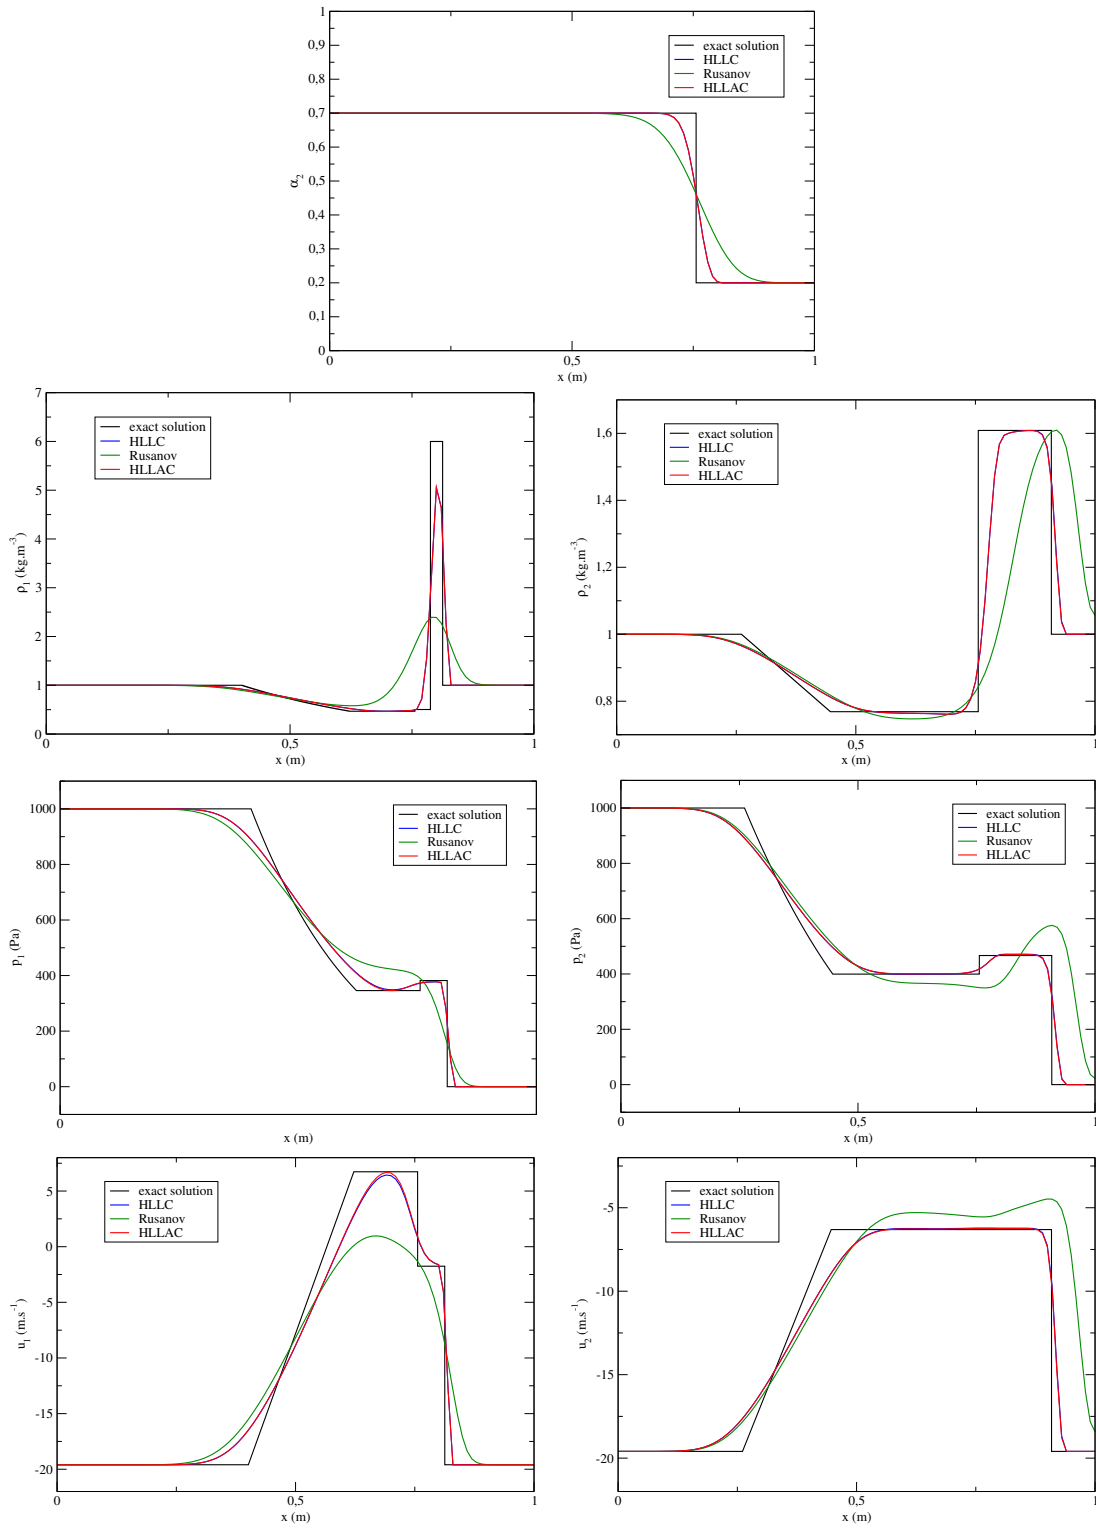 1
0,9
0,8
0,7
0,6
0,5
0,4
0,3
0,2
0,1
0
α2
exact solution
HLLC
Rusanov
HLLAC
0 0,5 1
x (m)
7
6
5
4
3
2
1
0
ρ1 (kg.m-3)
exact solution
HLLC
Rusanov
HLLAC
0 0,5 1
x (m)
1,6
1,4
1,2
1
0,8
ρ2 (kg.m-3)
exact solution
HLLC
Rusanov
HLLAC
0 0,5 1
x (m)
1000
800
600
400
200
0
p1 (Pa)
exact solution
HLLC
Rusanov
HLLAC
0
x (m)
1000
800
600
400
200
0
p2 (Pa)
exact solution
HLLC
Rusanov
HLLAC
0 0,5 1
x (m)
5
0
-5
-10
-15
-20
u1 (m.s-1)
exact solution
HLLC
Rusanov
HLLAC
0 0,5 1
x (m)
-5
-10
-15
-20
u2 (m.s-1)
exact solution
HLLC
Rusanov
HLLAC
0 0,5 1
x (m)